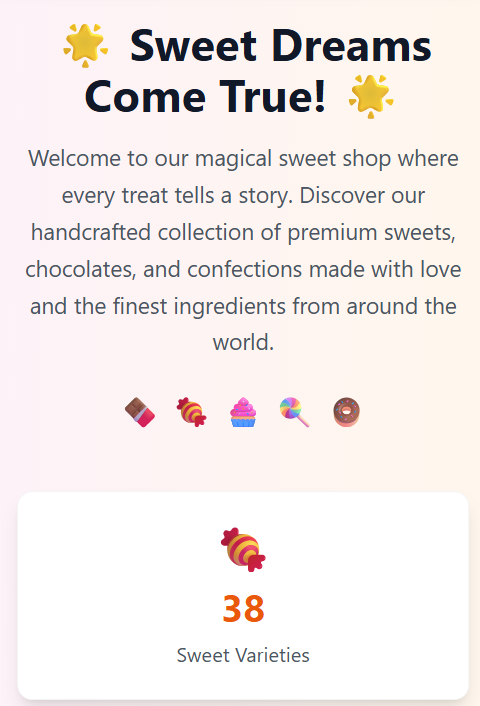 🌟 Sweet Dreams
Come True! 🌟
Welcome to our magical sweet shop where
every treat tells a story. Discover our
handcrafted collection of premium sweets,
chocolates, and confections made with love
and the finest ingredients from around the
world.
🍫 🍬 🧁 🍭 🍩
🍬
38
Sweet Varieties